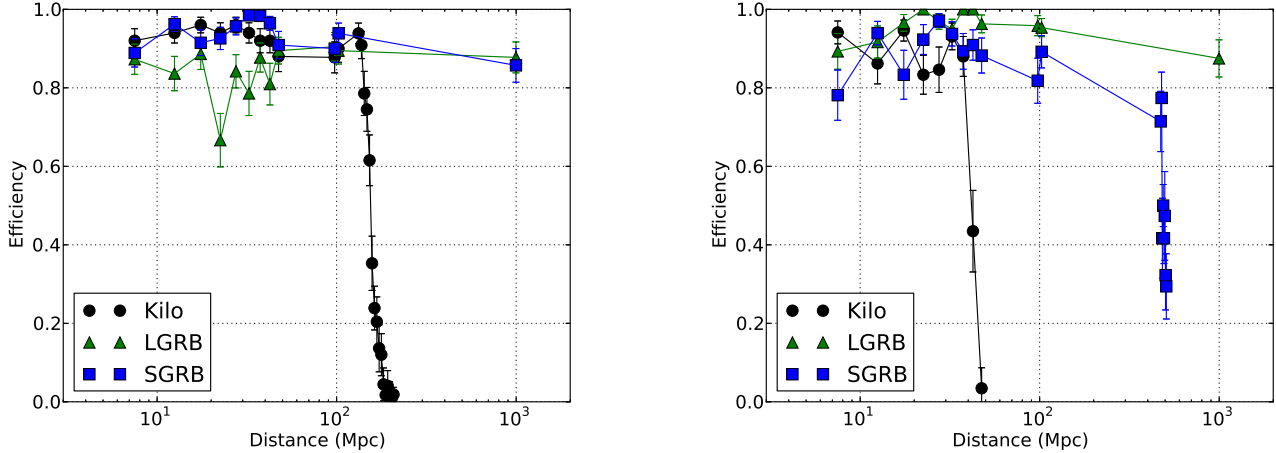 1.0
0.8
0.6
0.4
0.2
0.0
Efficiency
Kilo
LGRB
SGRB
10^1
10^2
10^3
Distance (Mpc)
1.0
0.8
0.6
0.4
0.2
0.0
Efficiency
Kilo
LGRB
SGRB
10^1
10^2
10^3
Distance (Mpc)